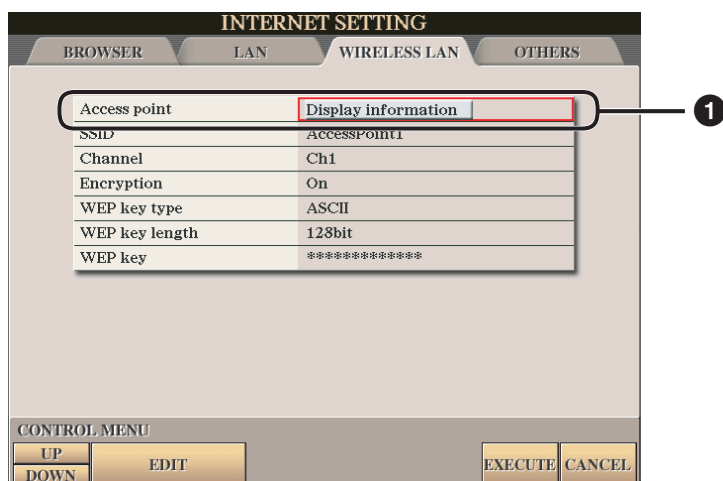 INTERNET SETTING
BROWSER LAN WIRELESS LAN OTHERS
Access point Display information
1
SSID AccessPoint1
Channel Ch1
Encryption On
WEP key type ASCII
WEP key length 128bit
WEP key *************
CONTROL MENU
UP
DOWN
EDIT
EXECUTE CANCEL